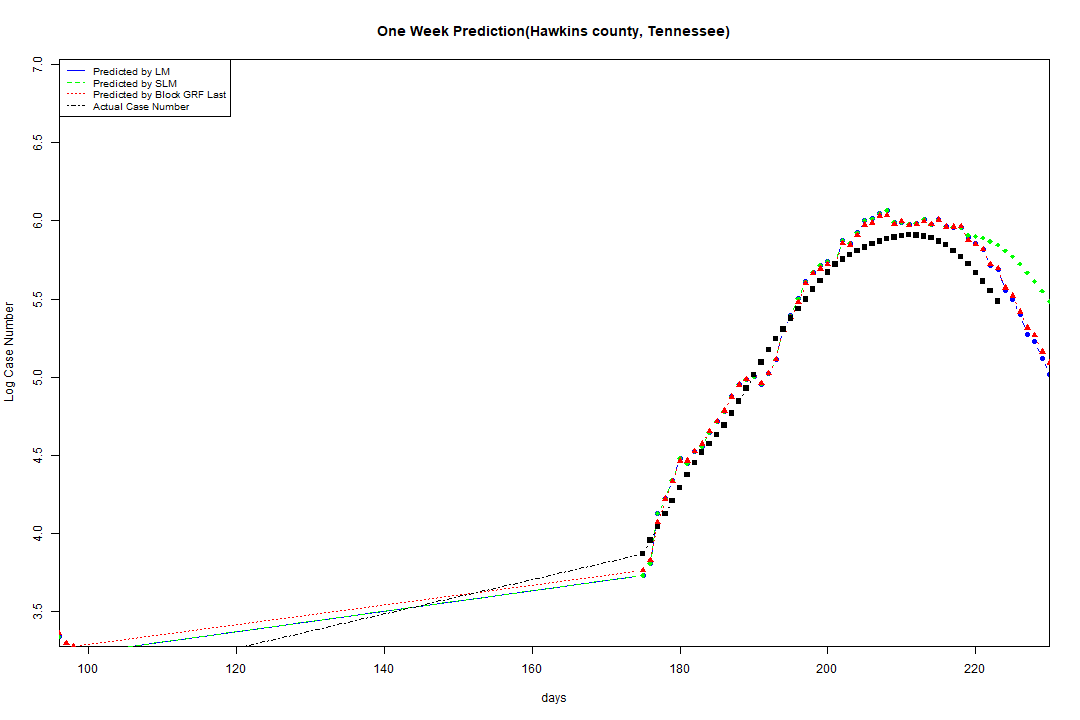 One Week Prediction(Hawkins county, Tennessee)
Predicted by LM
Predicted by SLM
Predicted by Block GRF Last
Actual Case Number
Log Case Number
7.0
6.5
6.0
5.5
5.0
4.5
4.0
3.5
100 120 140 160 180 200 220
days